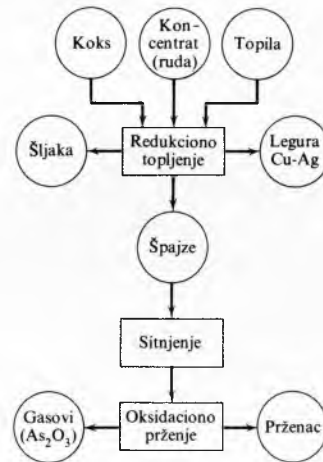 Koks
Kon-
centrat
(ruda)
Topila
Šljaka
Redukciono
topljenje
Legura
Cu-Ag
Špajze
Sitnjenje
Gasovi
(As₂O₃)
Oksidaciono
prženje
Prženac